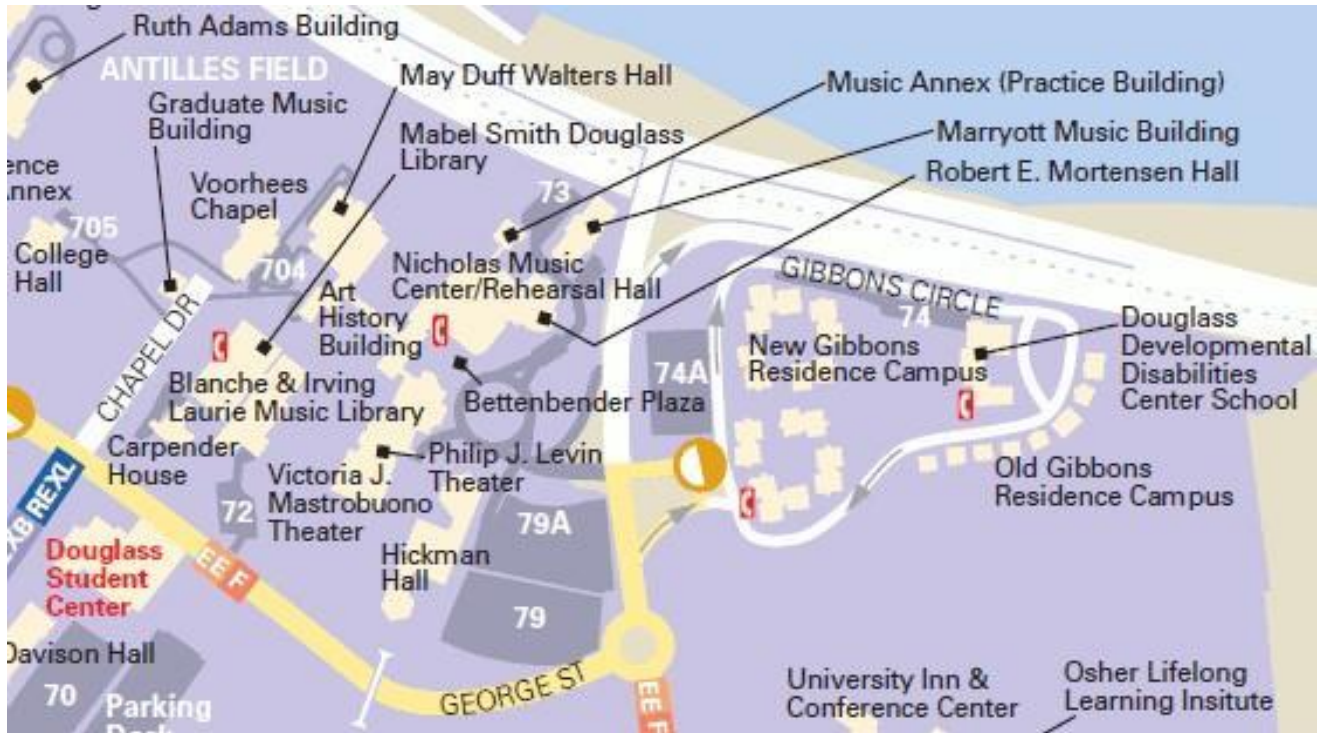 Ruth Adams Building
ANTILLES FIELD
May Duff Walters Hall
Music Annex (Practice Building)
Graduate Music
Building
Mabel Smith Douglass
Library
Marryott Music Building
Robert E. Mortensen Hall
Annex
705
College
Hall
Voorhees
Chapel
704
73
Nicholas Music
Center/Rehearsal Hall
Art
History
Building
GIBBONS CIRCLE
74
74A
New Gibbons
Residence Campus
Douglass
Developmental
Disabilities
Center School
CHAPEL DR
Blanche & Irving
Laurie Music Library
Bettenbender Plaza
Carpender
House
Victoria J.
Mastrobuono
Theater
Philip J. Levin
Theater
Old Gibbons
Residence Campus
REXB REXL
72
79A
Hickman
Hall
Douglass
Student
Center
EE F
79
Davison Hall
70
Parking
Deck
GEORGE ST
EE F
University Inn &
Conference Center
Osher Lifelong
Learning Insitute